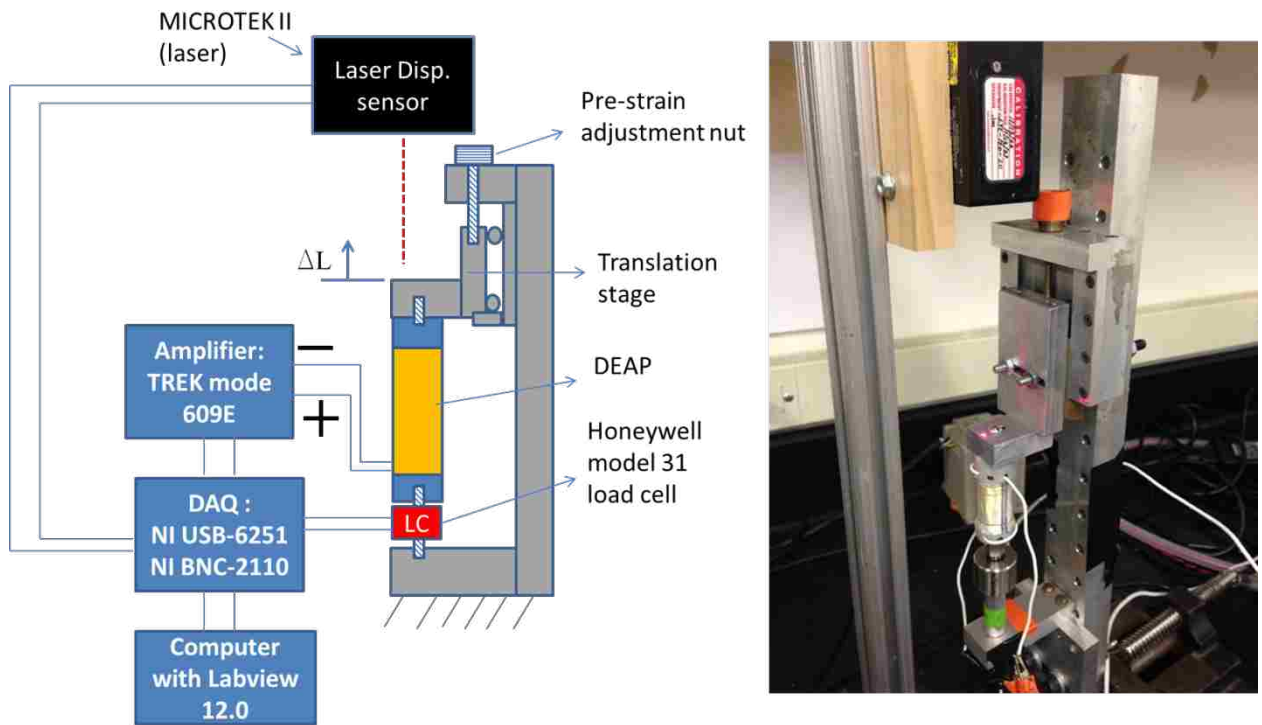 MICROTEK II
(laser)
Laser Disp.
sensor
Pre-strain
adjustment nut
ΔL
Translation
stage
Amplifier:
TREK mode
609E
−
+
DEAP
Honeywell
model 31
load cell
DAQ :
NI USB-6251
NI BNC-2110
LC
Computer
with Labview
12.0
CALIBRATION